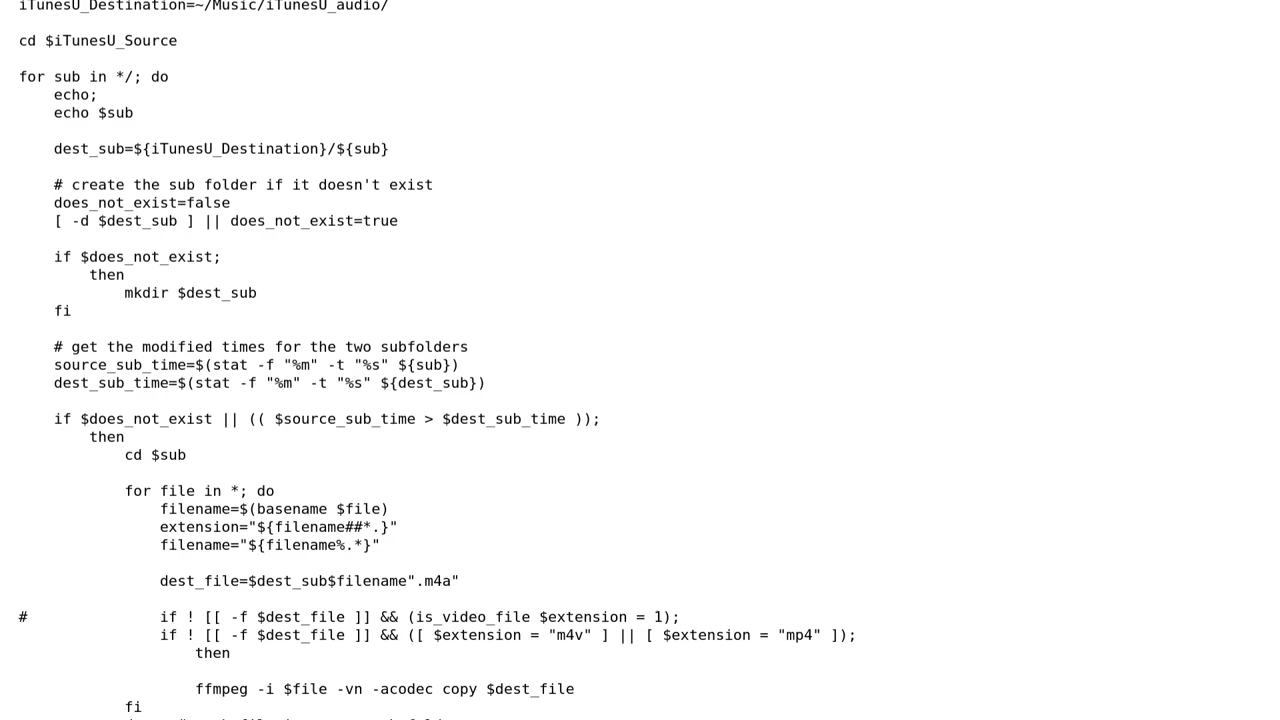 iTunesU_Destination=~/Music/iTunesU_audio/
cd $iTunesU_Source
for sub in */; do
echo;
echo $sub
dest_sub=${iTunesU_Destination}/${sub}
# create the sub folder if it doesn't exist
does_not_exist=false
[ -d $dest_sub ] || does_not_exist=true
if $does_not_exist;
then
mkdir $dest_sub
fi
# get the modified times for the two subfolders
source_sub_time=$(stat -f "%m" -t "%s" ${sub})
dest_sub_time=$(stat -f "%m" -t "%s" ${dest_sub})
if $does_not_exist || (( $source_sub_time > $dest_sub_time ));
then
cd $sub
for file in *; do
filename=$(basename $file)
extension="${filename##*.}"
filename="${filename%.*}"
dest_file=$dest_sub$filename".m4a"
# if ! [[ -f $dest_file ]] && (is_video_file $extension = 1);
if ! [[ -f $dest_file ]] && ([ $extension = "m4v" ] || [ $extension = "mp4" ]);
then
ffmpeg -i $file -vn -acodec copy $dest_file
fi